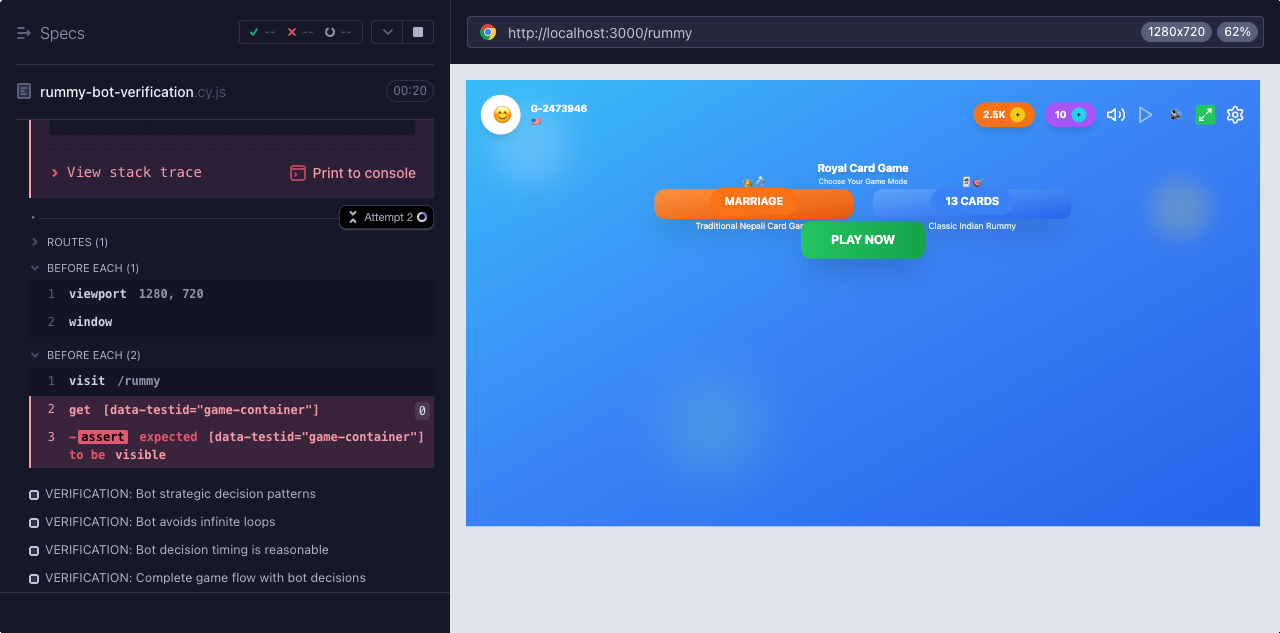 Specs
-- -- --
rummy-bot-verification.cy.js
00:20
View stack trace
Print to console
Attempt 2
ROUTES (1)
BEFORE EACH (1)
1 viewport 1280, 720
2 window
BEFORE EACH (2)
1 visit /rummy
2 get [data-testid="game-container"] 0
3 -assert expected [data-testid="game-container"]
to be visible
VERIFICATION: Bot strategic decision patterns
VERIFICATION: Bot avoids infinite loops
VERIFICATION: Bot decision timing is reasonable
VERIFICATION: Complete game flow with bot decisions
http://localhost:3000/rummy
1280x720
62%
G-2473946
2.5K +
10 +
Royal Card Game
Choose Your Game Mode
MARRIAGE
13 CARDS
Traditional Nepali Card Gar
Classic Indian Rummy
PLAY NOW